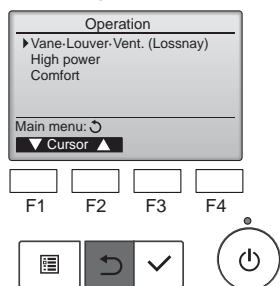 Operation
Vane·Louver·Vent. (Lossnay)
High power
Comfort
Main menu:
Cursor
F1 F2 F3 F4